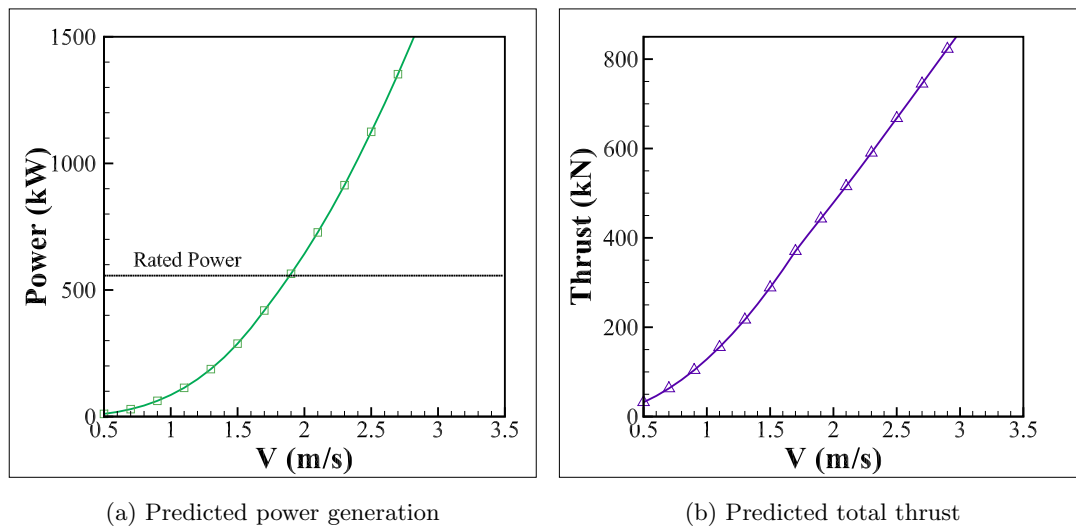 1500
1000
500
0
Power (kW)
Rated Power
0.5 1 1.5 2 2.5 3 3.5
V (m/s)
(a) Predicted power generation
800
600
400
200
0
Thrust (kN)
0.5 1 1.5 2 2.5 3 3.5
V (m/s)
(b) Predicted total thrust